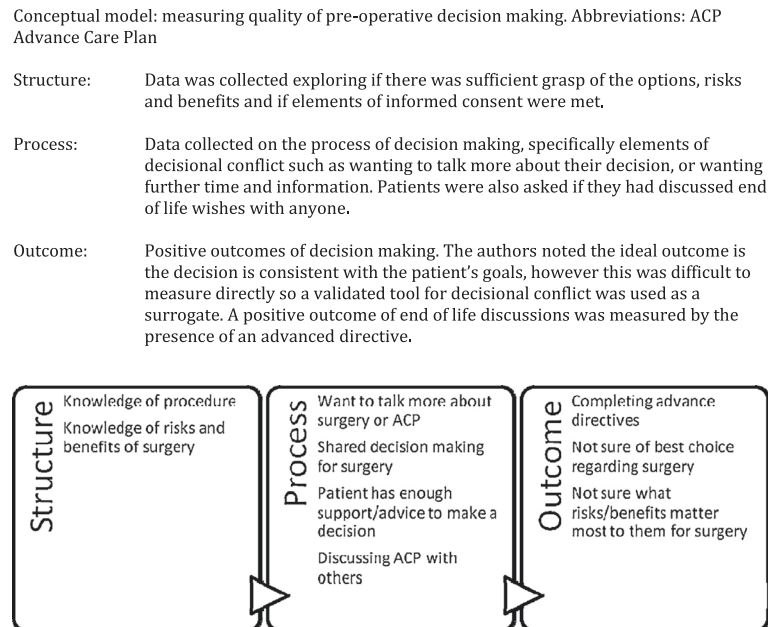 Conceptual model: measuring quality of pre-operative decision making. Abbreviations: ACP
Advance Care Plan
Structure: Data was collected exploring if there was sufficient grasp of the options, risks
and benefits and if elements of informed consent were met.
Process: Data collected on the process of decision making, specifically elements of
decisional conflict such as wanting to talk more about their decision, or wanting
further time and information. Patients were also asked if they had discussed end
of life wishes with anyone.
Outcome: Positive outcomes of decision making. The authors noted the ideal outcome is
the decision is consistent with the patient's goals, however this was difficult to
measure directly so a validated tool for decisional conflict was used as a
surrogate. A positive outcome of end of life discussions was measured by the
presence of an advanced directive.
Structure
Knowledge of procedure
Knowledge of risks and
benefits of surgery
Process
Want to talk more about
surgery or ACP
Shared decision making
for surgery
Patient has enough
support/advice to make a
decision
Discussing ACP with
others
Outcome
Completing advance
directives
Not sure of best choice
regarding surgery
Not sure what
risks/benefits matter
most to them for surgery